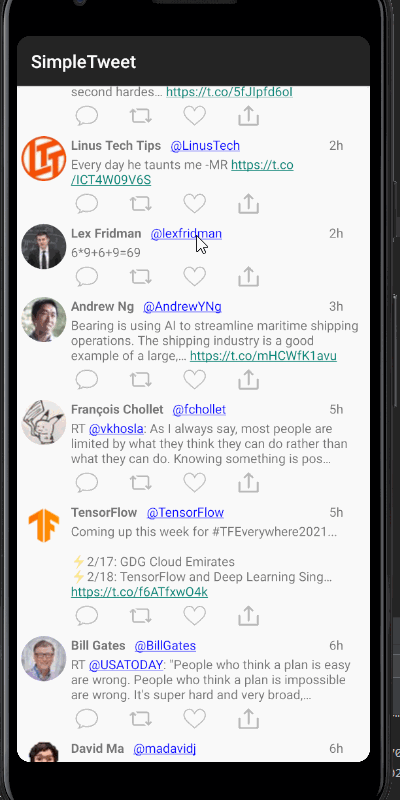 SimpleTweet
second hardes… https://t.co/5fJIpfd6oI
Linus Tech Tips @LinusTech 2h
Every day he taunts me -MR https://t.co
/ICT4W09V6S
Lex Fridman @lexfridman 2h
6*9+6+9=69
Andrew Ng @AndrewYNg 3h
Bearing is using AI to streamline maritime shipping
operations. The shipping industry is a good
example of a large,… https://t.co/mHCWfK1avu
François Chollet @fchollet 5h
RT @vkhosla: As I always say, most people are
limited by what they think they can do rather than
what they can do. Knowing something is pos…
TensorFlow @TensorFlow 5h
Coming up this week for #TFEverywhere2021…
⚡2/17: GDG Cloud Emirates
⚡2/18: TensorFlow and Deep Learning Sing…
https://t.co/f6ATfxwO4k
Bill Gates @BillGates 6h
RT @USATODAY: "People who think a plan is easy
are wrong. People who think a plan is impossible
are wrong. It's super hard and very broad,…
David Ma @madavidj 6h